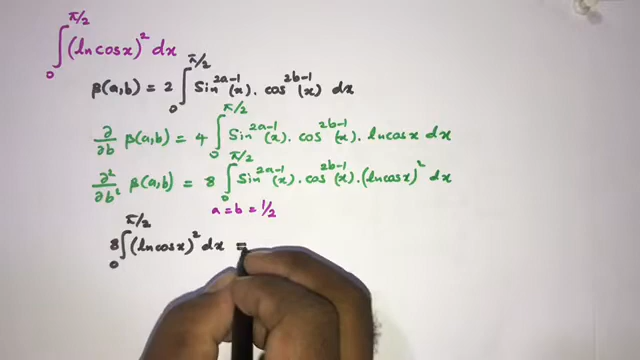 ∫₀^{π/2} (ln cos x)² dx
β(a,b) = 2 ∫₀^{π/2} Sin^{2a-1}(x) · cos^{2b-1}(x) dx
∂/∂b β(a,b) = 4 ∫₀^{π/2} Sin^{2a-1}(x) · cos^{2b-1}(x) · ln cos x dx
∂²/∂b² β(a,b) = 8 ∫₀^{π/2} Sin^{2a-1}(x) · cos^{2b-1}(x) · (ln cos x)² dx
a = b = 1/2
8 ∫₀^{π/2} (ln cos x)² dx =